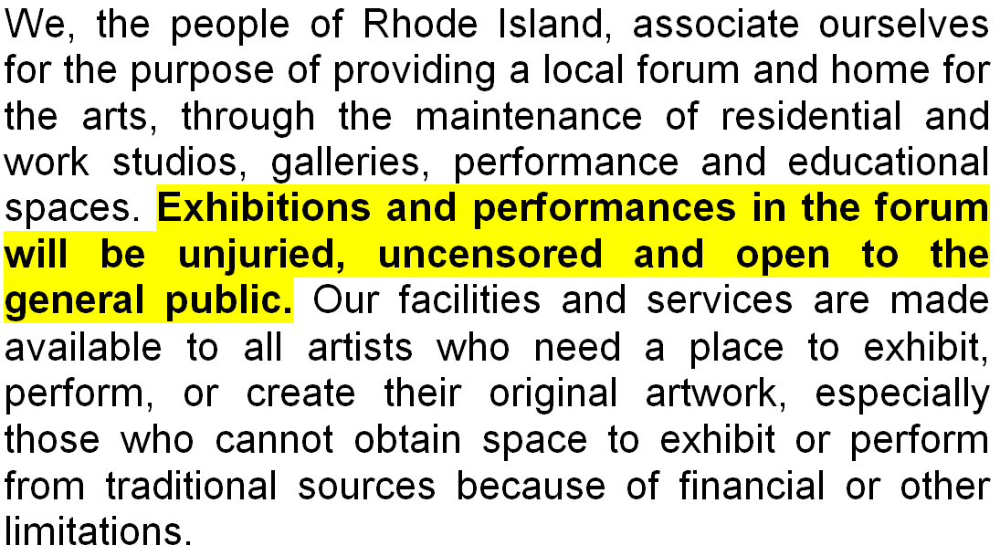 We, the people of Rhode Island, associate ourselves
for the purpose of providing a local forum and home for
the arts, through the maintenance of residential and
work studios, galleries, performance and educational
spaces. Exhibitions and performances in the forum
will be unjuried, uncensored and open to the
general public. Our facilities and services are made
available to all artists who need a place to exhibit,
perform, or create their original artwork, especially
those who cannot obtain space to exhibit or perform
from traditional sources because of financial or other
limitations.